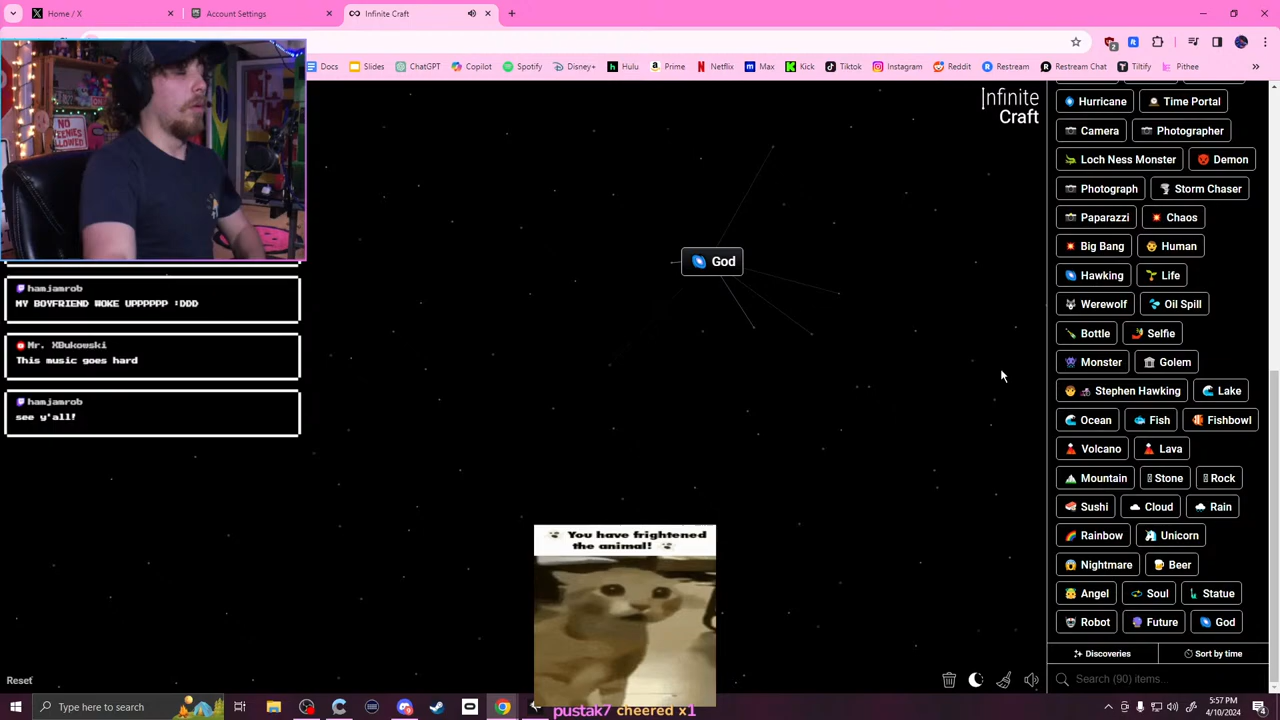 Home / X
Account Settings
Infinite Craft
Docs
Slides
ChatGPT
Copilot
Spotify
Disney+
Hulu
Prime
Netflix
Max
Kick
Tiktok
Instagram
Reddit
Restream
Restream Chat
Tiltify
Pithee
NO
WEENIES
ALLOWED
hamjamrob
MY BOYFRIEND WOKE UPPPPPP :DDD
Mr. XBukowski
This music goes hard
hamjamrob
see y'all!
Reset
God
You have frightened
the animal!
pustak7 cheered x1
Infinite
Craft
Hurricane Time Portal
Camera Photographer
Loch Ness Monster Demon
Photograph Storm Chaser
Paparazzi Chaos
Big Bang Human
Hawking Life
Werewolf Oil Spill
Bottle Selfie
Monster Golem
Stephen Hawking Lake
Ocean Fish Fishbowl
Volcano Lava
Mountain Stone Rock
Sushi Cloud Rain
Rainbow Unicorn
Nightmare Beer
Angel Soul Statue
Robot Future God
Discoveries Sort by time
Search (90) items...
Type here to search
5:57 PM
4/10/2024